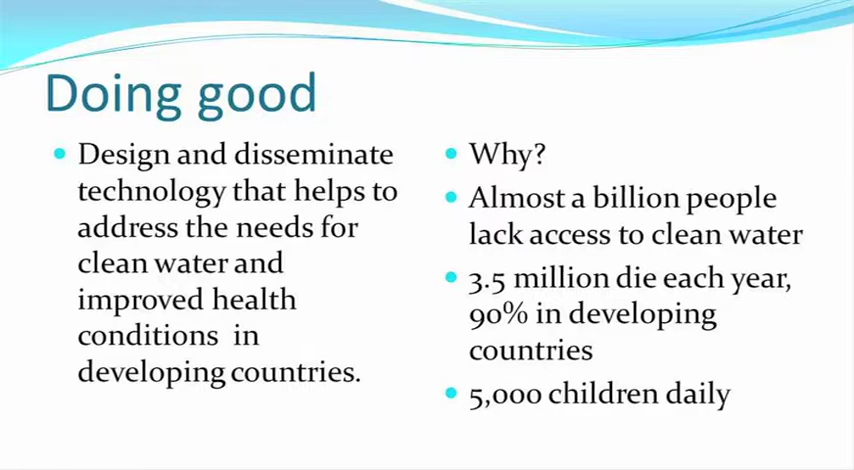 Doing good
Design and disseminate
technology that helps to
address the needs for
clean water and
improved health
conditions in
developing countries.
Why?
Almost a billion people
lack access to clean water
3.5 million die each year,
90% in developing
countries
5,000 children daily